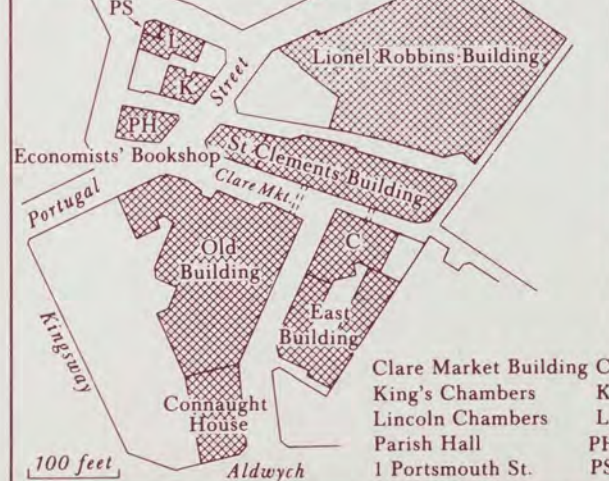 PS
L
K
PH
Street
Lionel Robbins Building
Economists' Bookshop
St Clements Building
Clare Mkt.
Portugal
Old
Building
C
East
Building
Kingsway
Connaught
House
Aldwych
100 feet
Clare Market Building C
King's Chambers K
Lincoln Chambers L
Parish Hall PH
1 Portsmouth St. PS